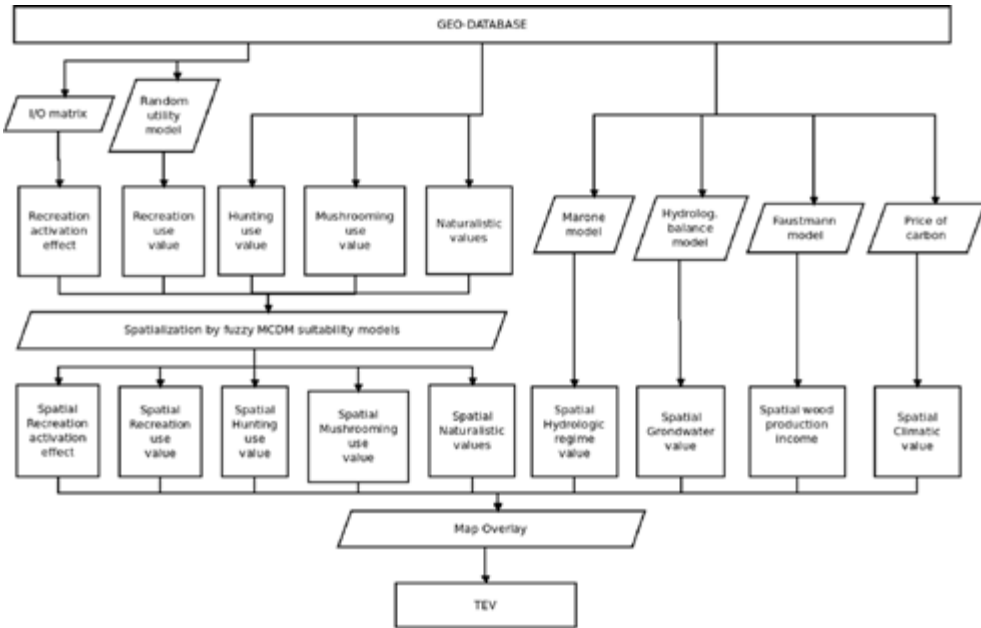 GEO-DATABASE
I/O matrix
Random
utility
model
Recreation
activation
effect
Recreation
use
value
Hunting
use
value
Mushrooming
use
value
Naturalistic
values
Marone
model
Hydrolog.
balance
model
Faustmann
model
Price of
carbon
Spatialization by fuzzy MCDM suitability models
Spatial
Recreation
activation
effect
Spatial
Recreation
use
value
Spatial
Hunting
use
value
Spatial
Mushrooming
use
value
Spatial
Naturalistic
values
Spatial
Hydrologic
regime
value
Spatial
Grondwater
value
Spatial wood
production
income
Spatial
Climatic
value
Map Overlay
TEV